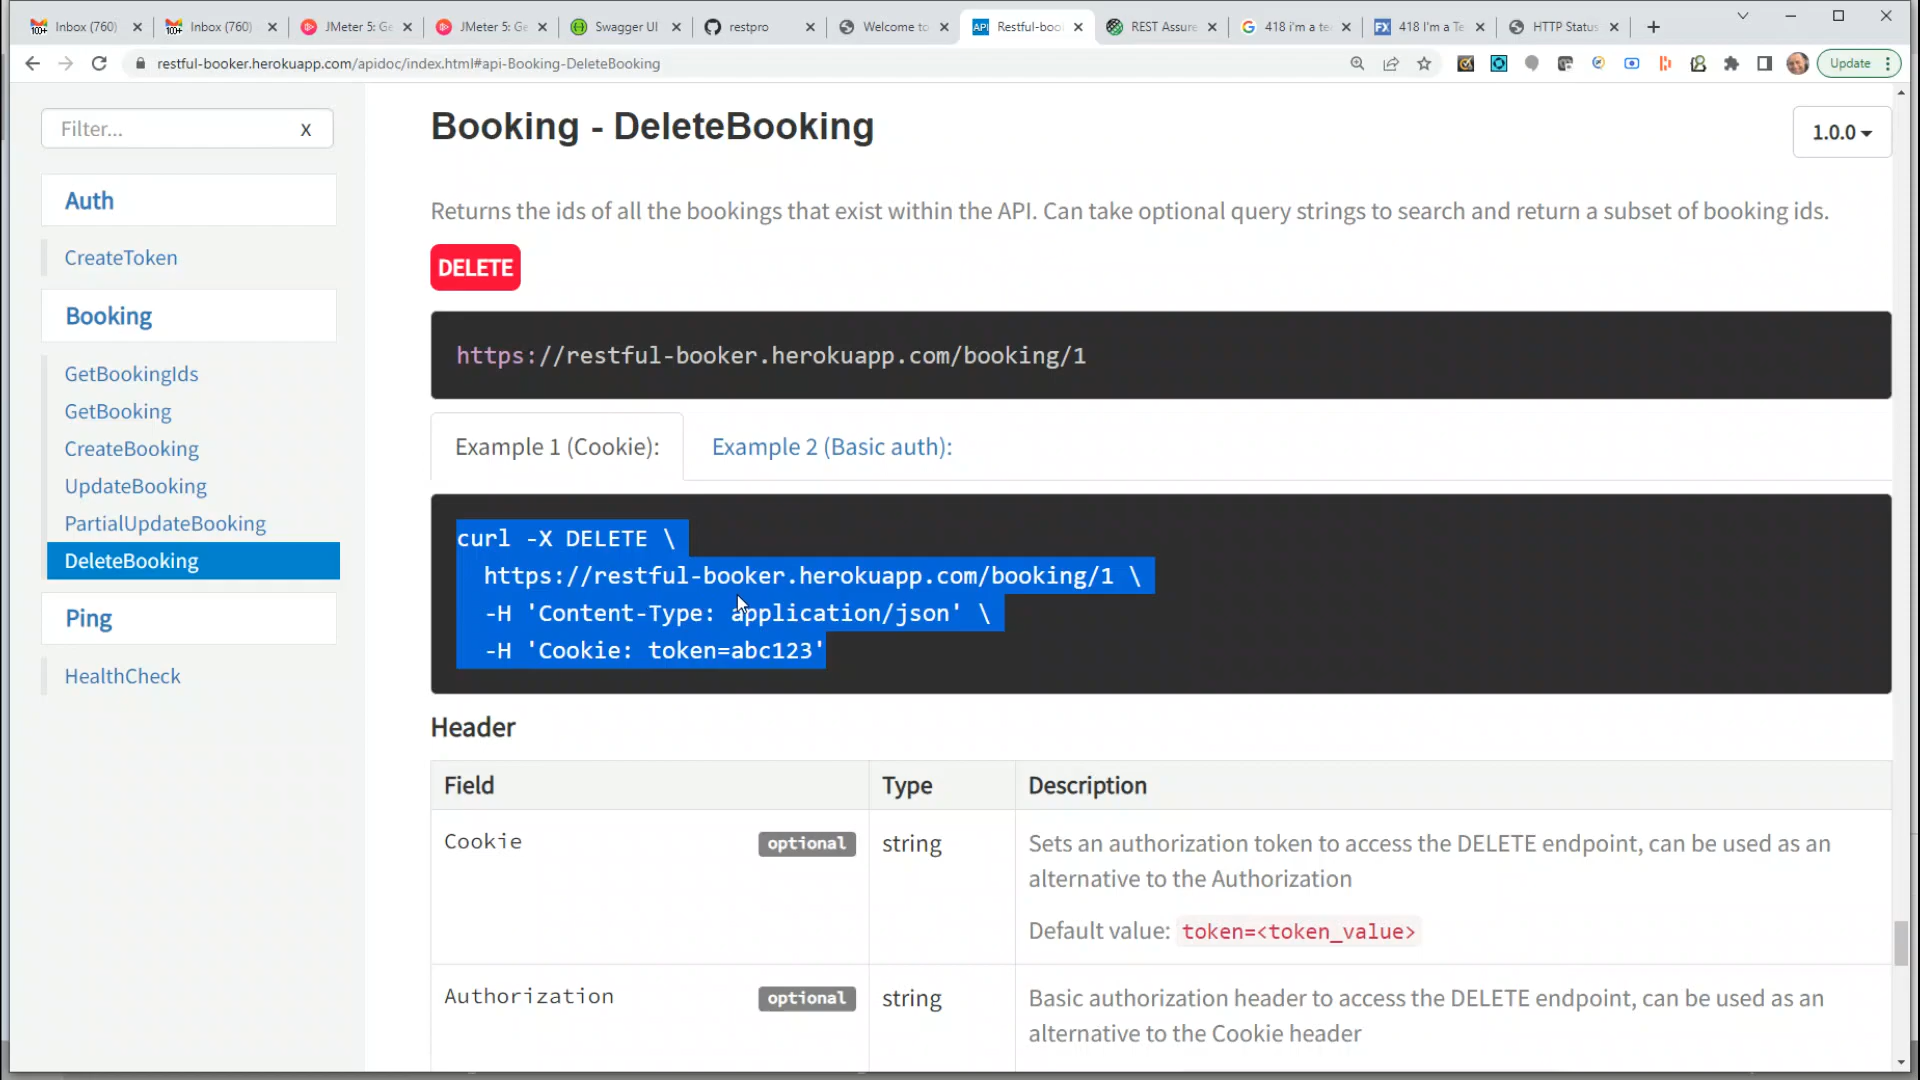 Inbox (760)
Inbox (760)
JMeter 5: Ge
JMeter 5: Ge
Swagger UI
restpro
Welcome to
Restful-boo
REST Assure
418 i'm a te
418 I'm a Te
HTTP Status
restful-booker.herokuapp.com/apidoc/index.html#api-Booking-DeleteBooking
Update
Filter...
X
Auth
CreateToken
Booking
GetBookingIds
GetBooking
CreateBooking
UpdateBooking
PartialUpdateBooking
DeleteBooking
Ping
HealthCheck
Booking - DeleteBooking
1.0.0
Returns the ids of all the bookings that exist within the API. Can take optional query strings to search and return a subset of booking ids.
DELETE
https://restful-booker.herokuapp.com/booking/1
Example 1 (Cookie):
Example 2 (Basic auth):
curl -X DELETE \
https://restful-booker.herokuapp.com/booking/1 \
-H 'Content-Type: application/json' \
-H 'Cookie: token=abc123'
Header
Field Type Description
Cookie optional string Sets an authorization token to access the DELETE endpoint, can be used as an
alternative to the Authorization
Default value: token=<token_value>
Authorization optional string Basic authorization header to access the DELETE endpoint, can be used as an
alternative to the Cookie header